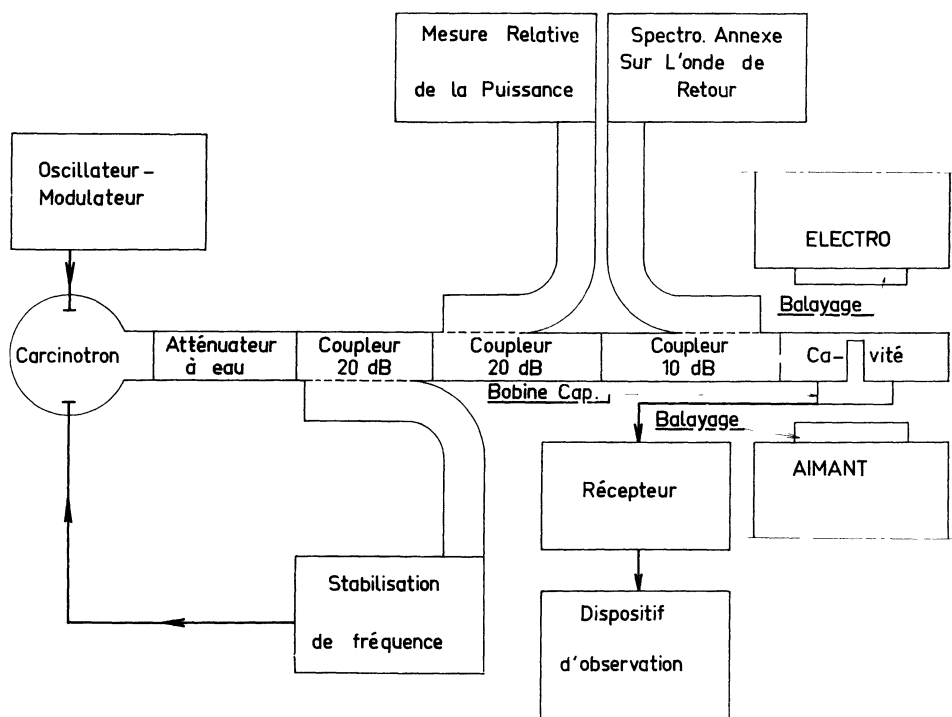 Mesure Relative
de la Puissance
Spectro. Annexe
Sur L'onde de
Retour
Oscillateur –
Modulateur
ELECTRO
Balayage
Carcinotron
Atténuateur
à eau
Coupleur
20 dB
Coupleur
20 dB
Coupleur
10 dB
Ca- vité
Bobine Cap.
Balayage
AIMANT
Récepteur
Stabilisation
de fréquence
Dispositif
d'observation